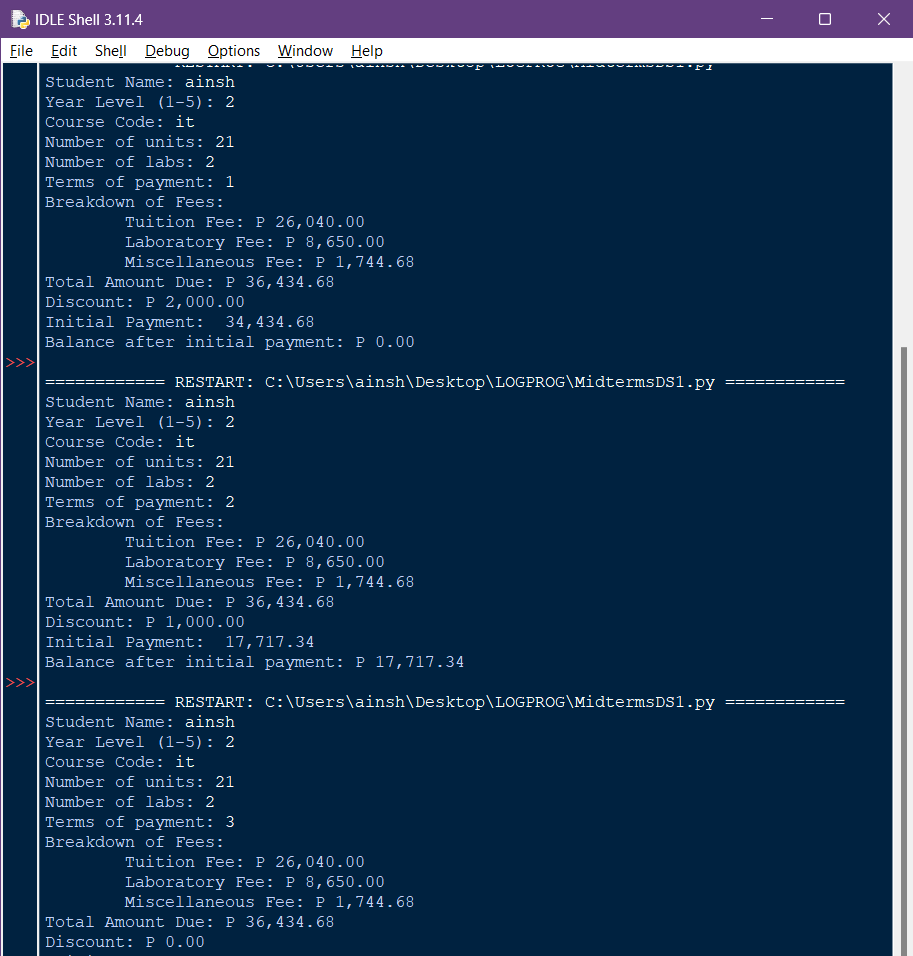 IDLE Shell 3.11.4
File Edit Shell Debug Options Window Help
Student Name: ainsh
Year Level (1-5): 2
Course Code: it
Number of units: 21
Number of labs: 2
Terms of payment: 1
Breakdown of Fees:
Tuition Fee: P 26,040.00
Laboratory Fee: P 8,650.00
Miscellaneous Fee: P 1,744.68
Total Amount Due: P 36,434.68
Discount: P 2,000.00
Initial Payment:  34,434.68
Balance after initial payment: P 0.00
>>>
============ RESTART: C:\Users\ainsh\Desktop\LOGPROG\MidtermsDS1.py ============
Student Name: ainsh
Year Level (1-5): 2
Course Code: it
Number of units: 21
Number of labs: 2
Terms of payment: 2
Breakdown of Fees:
Tuition Fee: P 26,040.00
Laboratory Fee: P 8,650.00
Miscellaneous Fee: P 1,744.68
Total Amount Due: P 36,434.68
Discount: P 1,000.00
Initial Payment:  17,717.34
Balance after initial payment: P 17,717.34
>>>
============ RESTART: C:\Users\ainsh\Desktop\LOGPROG\MidtermsDS1.py ============
Student Name: ainsh
Year Level (1-5): 2
Course Code: it
Number of units: 21
Number of labs: 2
Terms of payment: 3
Breakdown of Fees:
Tuition Fee: P 26,040.00
Laboratory Fee: P 8,650.00
Miscellaneous Fee: P 1,744.68
Total Amount Due: P 36,434.68
Discount: P 0.00